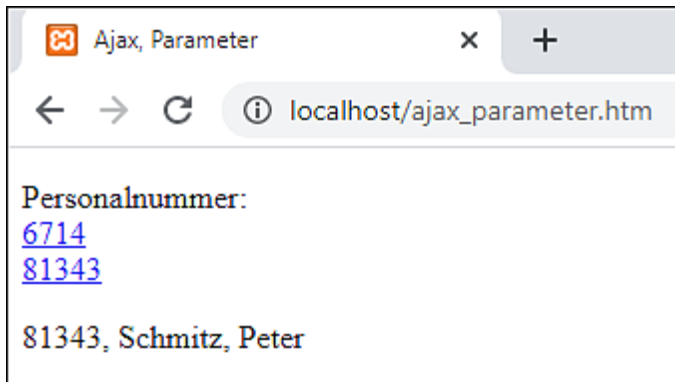 Ajax, Parameter
localhost/ajax_parameter.htm
Personalnummer:
6714
81343
81343, Schmitz, Peter